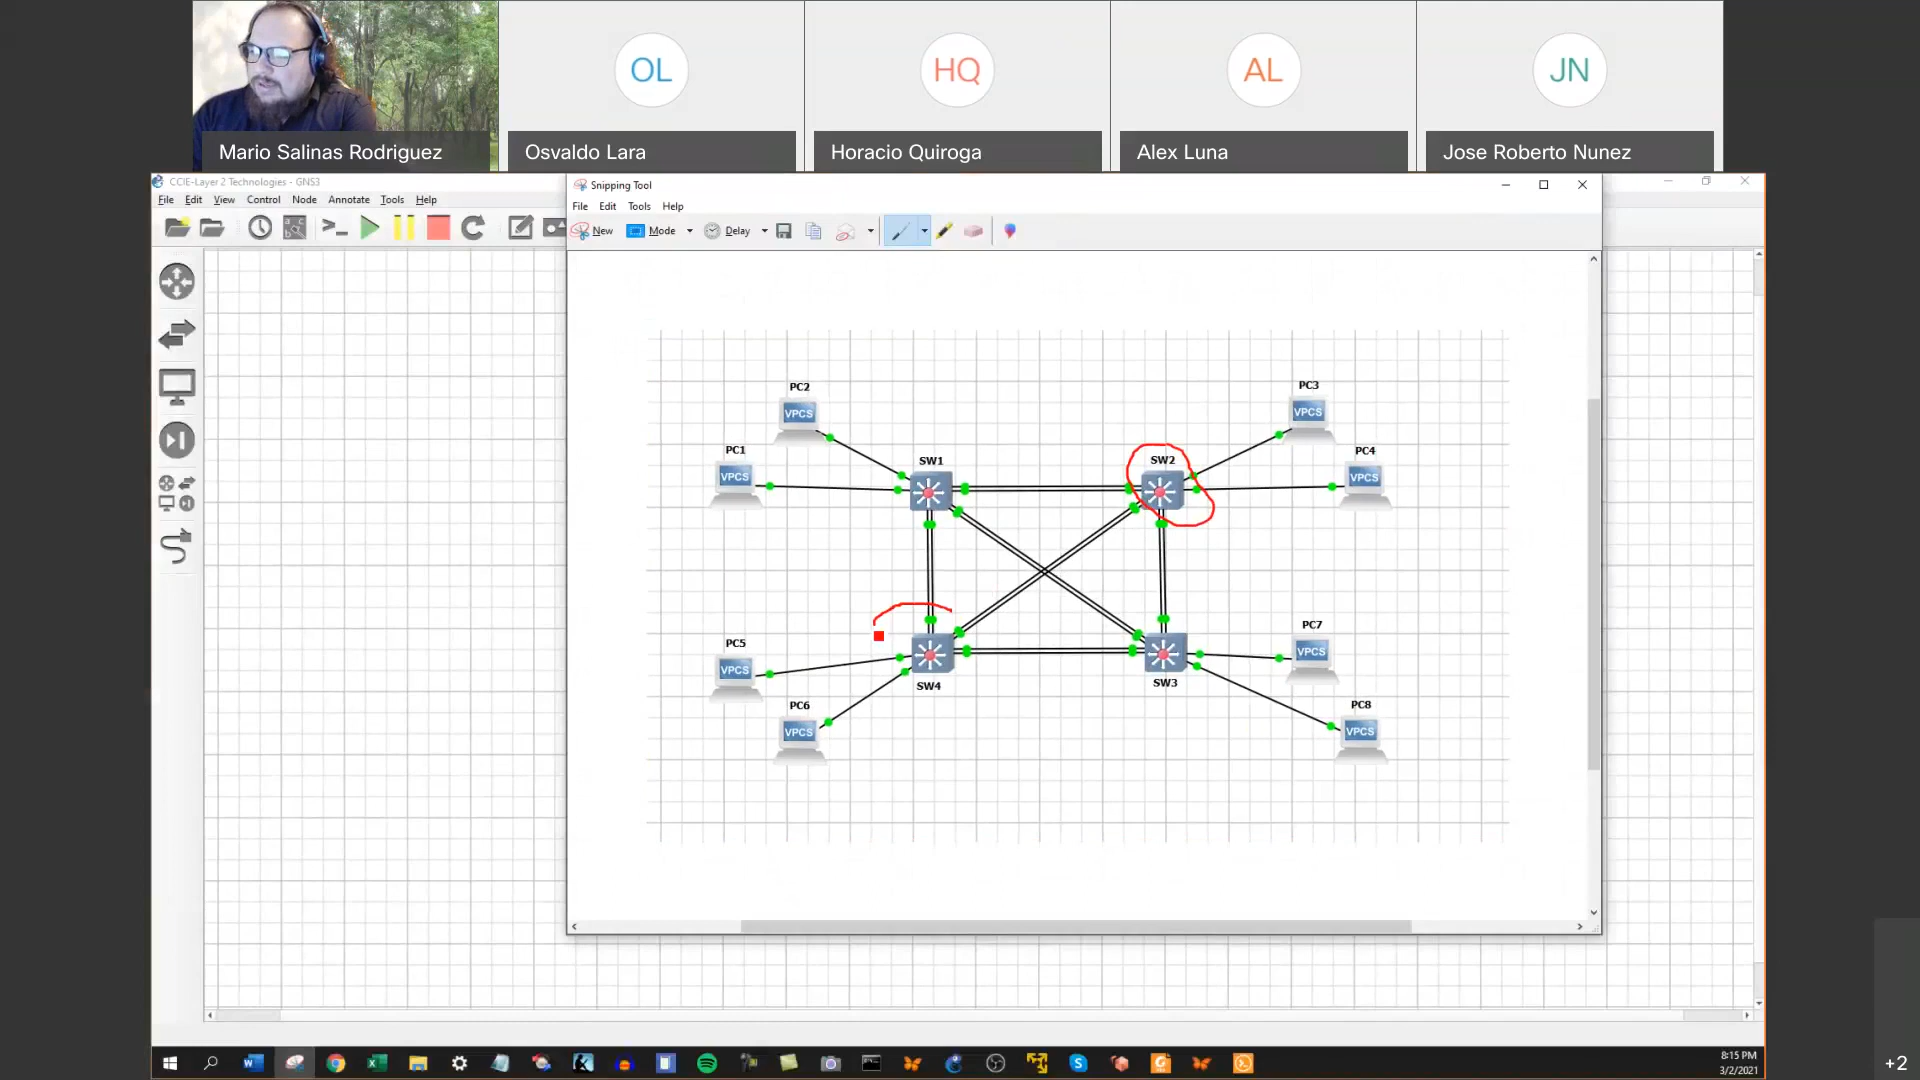 OL
HQ
AL
JN
Mario Salinas Rodriguez
Osvaldo Lara
Horacio Quiroga
Alex Luna
Jose Roberto Nunez
CCIE-Layer 2 Technologies - GNS3
File Edit View Control Node Annotate Tools Help
Snipping Tool
File Edit Tools Help
New Mode Delay
PC2
VPCS
PC3
VPCS
PC1
VPCS
PC4
VPCS
SW1
SW2
PC5
VPCS
PC7
VPCS
SW4
SW3
PC6
VPCS
PC8
VPCS
8:15 PM
3/2/2021
+2